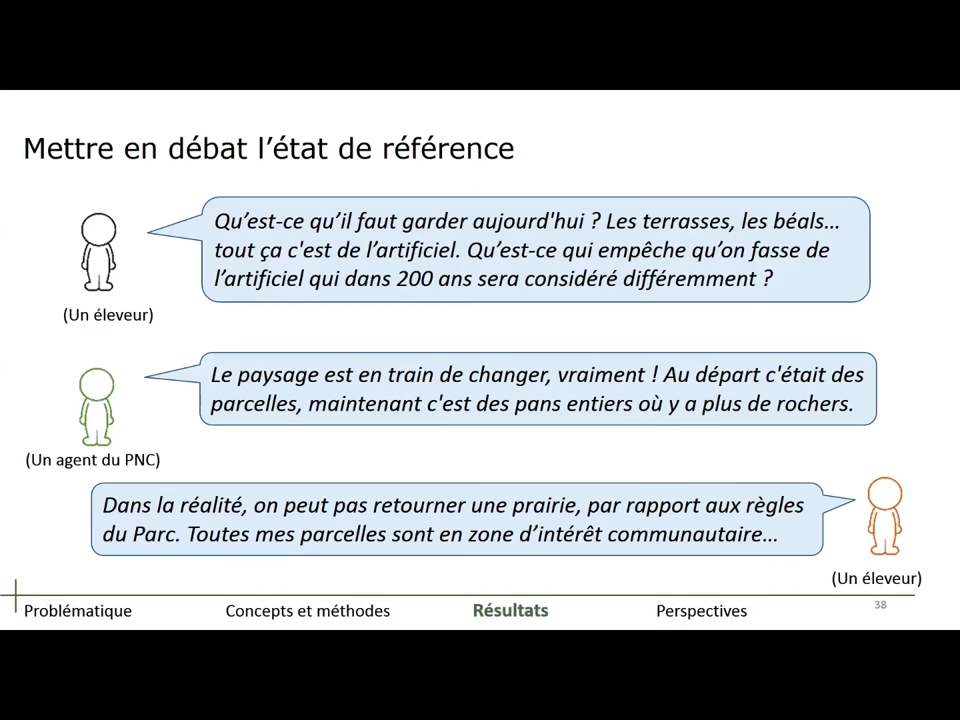 Mettre en débat l’état de référence
Qu’est-ce qu’il faut garder aujourd'hui ? Les terrasses, les béals…
tout ça c'est de l’artificiel. Qu’est-ce qui empêche qu’on fasse de
l’artificiel qui dans 200 ans sera considéré différemment ?
(Un éleveur)
Le paysage est en train de changer, vraiment ! Au départ c'était des
parcelles, maintenant c'est des pans entiers où y a plus de rochers.
(Un agent du PNC)
Dans la réalité, on peut pas retourner une prairie, par rapport aux règles
du Parc. Toutes mes parcelles sont en zone d’intérêt communautaire…
(Un éleveur)
Problématique
Concepts et méthodes
Résultats
Perspectives
38